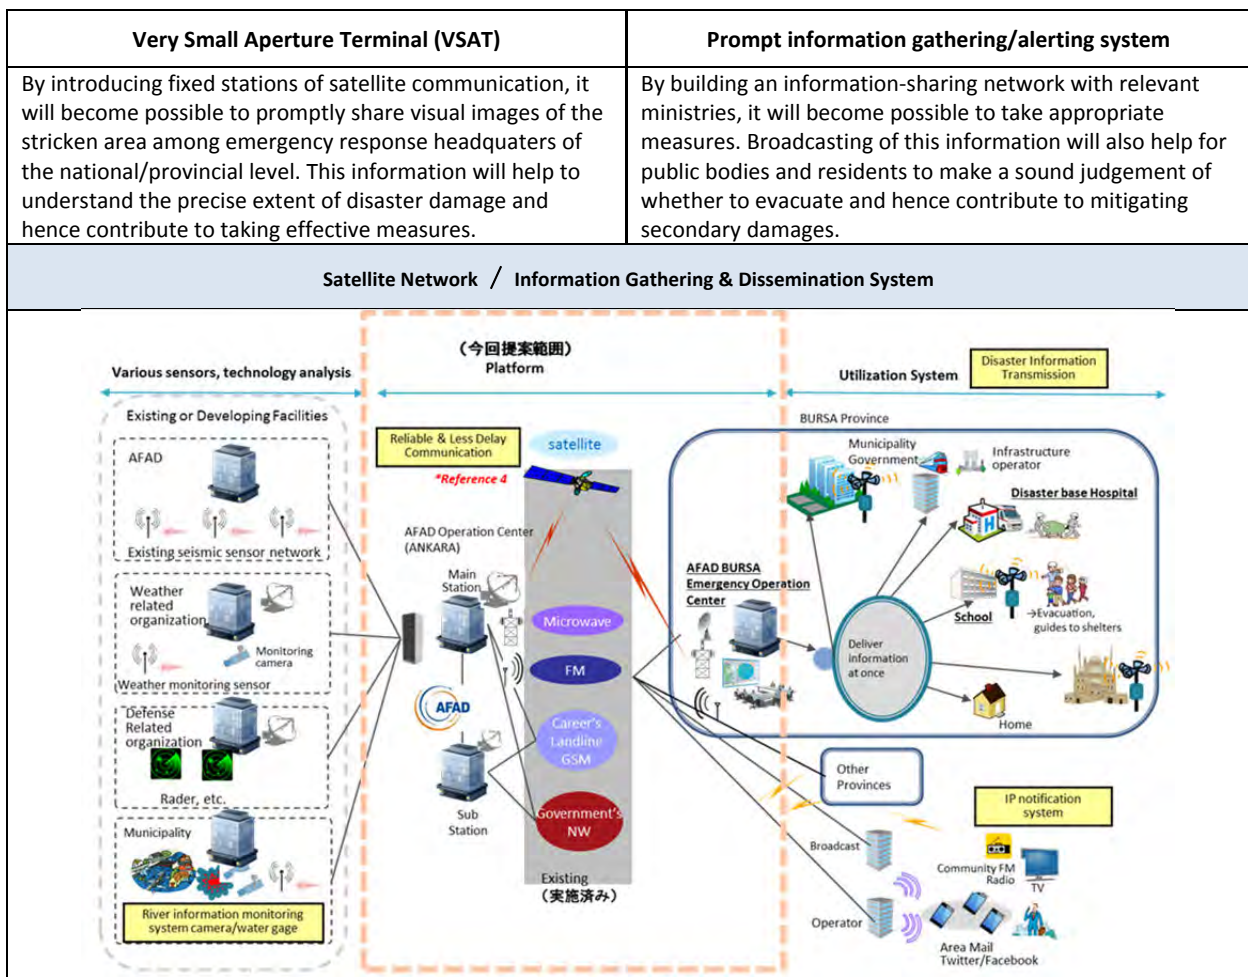 Very Small Aperture Terminal (VSAT)
Prompt information gathering/alerting system
By introducing fixed stations of satellite communication, it
will become possible to promptly share visual images of the
stricken area among emergency response headquaters of
the national/provincial level. This information will help to
understand the precise extent of disaster damage and
hence contribute to taking effective measures.
By building an information-sharing network with relevant
ministries, it will become possible to take appropriate
measures. Broadcasting of this information will also help for
public bodies and residents to make a sound judgement of
whether to evacuate and hence contribute to mitigating
secondary damages.
Satellite Network / Information Gathering & Dissemination System
Various sensors, technology analysis
(今回提案範囲)
Platform
Utilization System
Disaster Information
Transmission
Existing or Developing Facilities
AFAD
Existing seismic sensor network
Weather
related
organization
Monitoring
camera
Weather monitoring sensor
Defense
Related
organization
Rader, etc.
Municipality
River information monitoring
system camera/water gage
Reliable & Less Delay
Communication
*Reference 4
AFAD Operation Center
(ANKARA)
Main
Station
AFAD
Sub
Station
satellite
Microwave
FM
Career's
Landline
GSM
Government's
NW
Existing
(実施済み)
BURSA Province
Municipality
Government
Infrastructure
operator
Disaster base Hospital
H
AFAD BURSA
Emergency Operation
Center
Deliver
information
at once
School
→Evacuation,
guides to shelters
Home
Other
Provinces
IP notification
system
Broadcast
Community FM
Radio
TV
Operator
Area Mail
Twitter/Facebook